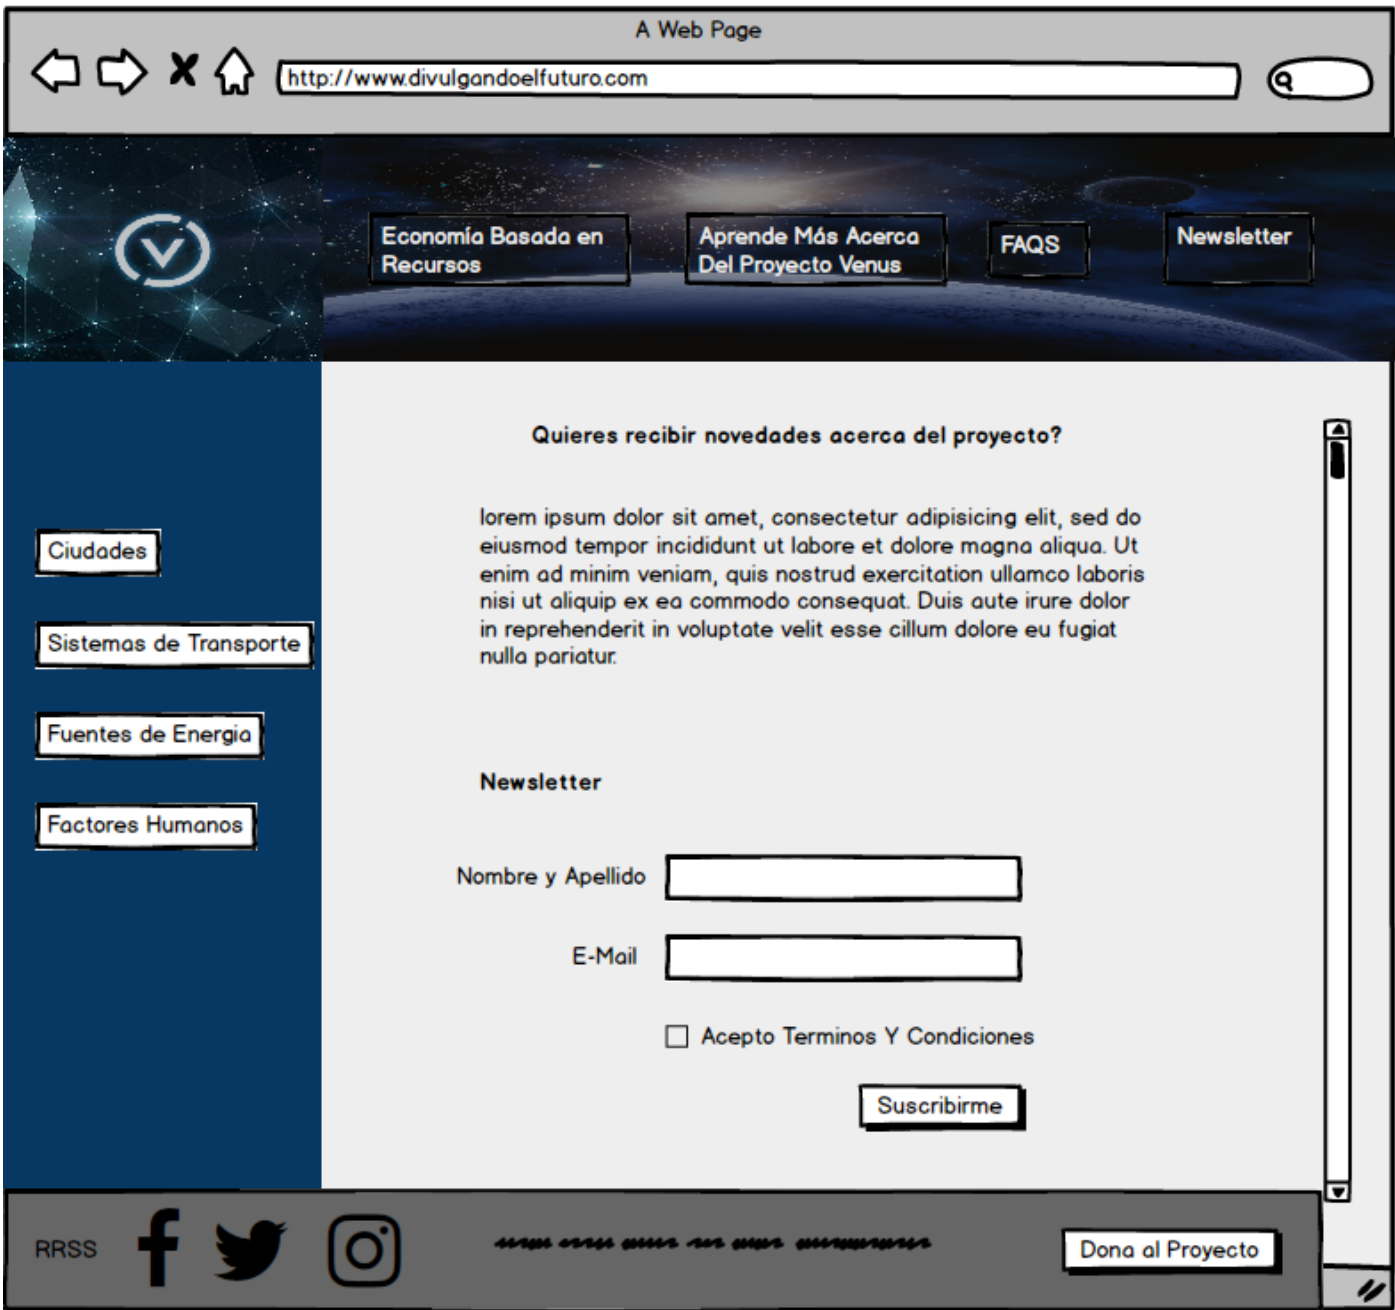 A Web Page
http://www.divulgandoelfuturo.com
Economía Basada en
Recursos
Aprende Más Acerca
Del Proyecto Venus
FAQS
Newsletter
Quieres recibir novedades acerca del proyecto?
lorem ipsum dolor sit amet, consectetur adipisicing elit, sed do
eiusmod tempor incididunt ut labore et dolore magna aliqua. Ut
enim ad minim veniam, quis nostrud exercitation ullamco laboris
nisi ut aliquip ex ea commodo consequat. Duis aute irure dolor
in reprehenderit in voluptate velit esse cillum dolore eu fugiat
nulla pariatur.
Ciudades
Sistemas de Transporte
Fuentes de Energia
Factores Humanos
Newsletter
Nombre y Apellido
E-Mail
Acepto Terminos Y Condiciones
Suscribirme
RRSS
Dona al Proyecto